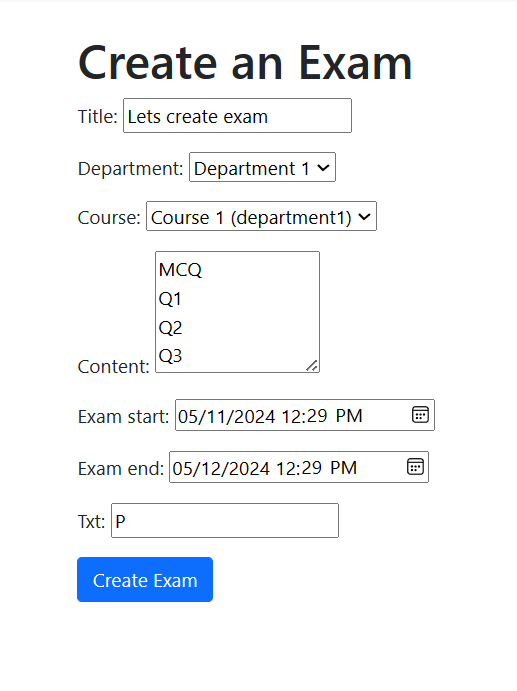 Create an Exam
Title: Lets create exam
Department: Department 1
Course: Course 1 (department1)
MCQ
Q1
Q2
Q3
Content:
Exam start: 05/11/2024 12:29 PM
Exam end: 05/12/2024 12:29 PM
Txt: P
Create Exam